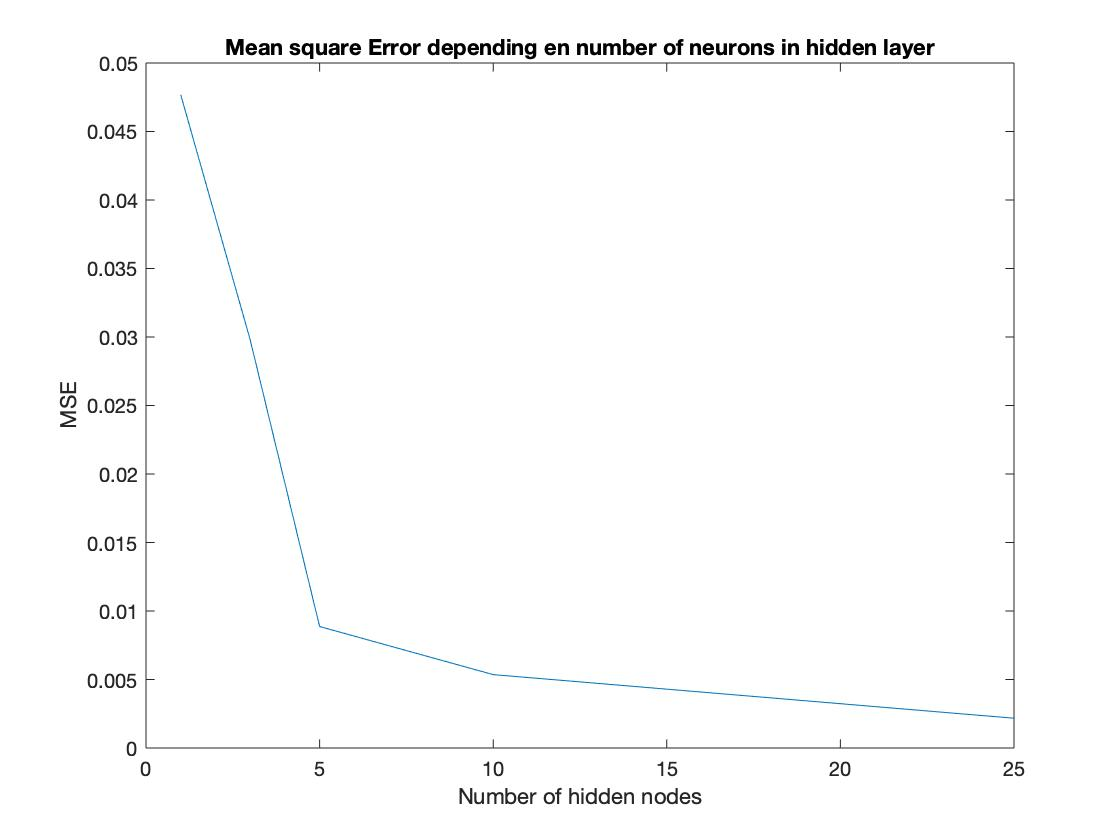 Mean square Error depending en number of neurons in hidden layer
0.05
0.045
0.04
0.035
0.03
0.025
0.02
0.015
0.01
0.005
0
MSE
0 5 10 15 20 25
Number of hidden nodes